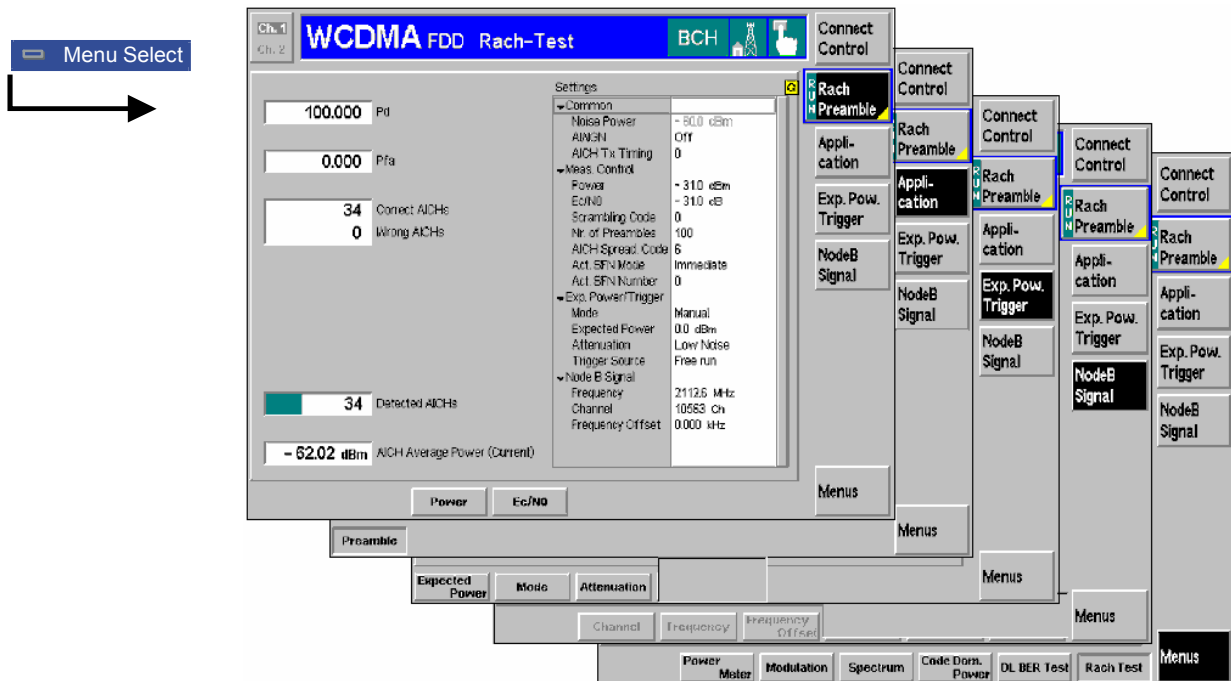 Menu Select
Ch. 1
Ch. 2
WCDMA FDD Rach-Test
BCH
Connect
Control
100.000 Pd
0.000 Pfa
34 Correct AICHs
0 Wrong AICHs
34 Detected AICHs
- 62.02 dBm AICH Average Power (Current)
Settings
Common
Noise Power - 60.0 dBm
AWGN Off
AICH Tx Timing 0
Meas. Control
Power - 31.0 dBm
Ec/N0 - 31.0 dB
Scrambling Code 0
Nr. of Preambles 100
AICH Spread. Code 6
Act. SFN Mode Immediate
Act. SFN Number 0
Exp. Power/Trigger
Mode Manual
Expected Power 0.0 dBm
Attenuation Low Noise
Trigger Source Free run
Node B Signal
Frequency 2112.6 MHz
Channel 10563 Ch
Frequency Offset 0.000 kHz
RUN
Rach
Preamble
Appli-
cation
Exp. Pow.
Trigger
NodeB
Signal
Menus
Power
Ec/N0
Connect
Control
Rach
Preamble
Appli-
cation
Exp. Pow.
Trigger
NodeB
Signal
Menus
Preamble
Connect
Control
RUN
Rach
Preamble
Appli-
cation
Exp. Pow.
Trigger
NodeB
Signal
Menus
Expected
Power
Mode
Attenuation
Connect
Control
RUN
Rach
Preamble
Appli-
cation
Exp. Pow.
Trigger
NodeB
Signal
Menus
Channel
Frequency
Frequency
Offset
Connect
Control
Rach
Preamble
Appli-
cation
Exp. Pow.
Trigger
NodeB
Signal
Menus
Power
Meter
Modulation
Spectrum
Code Dom.
Power
DL BER Test
Rach Test